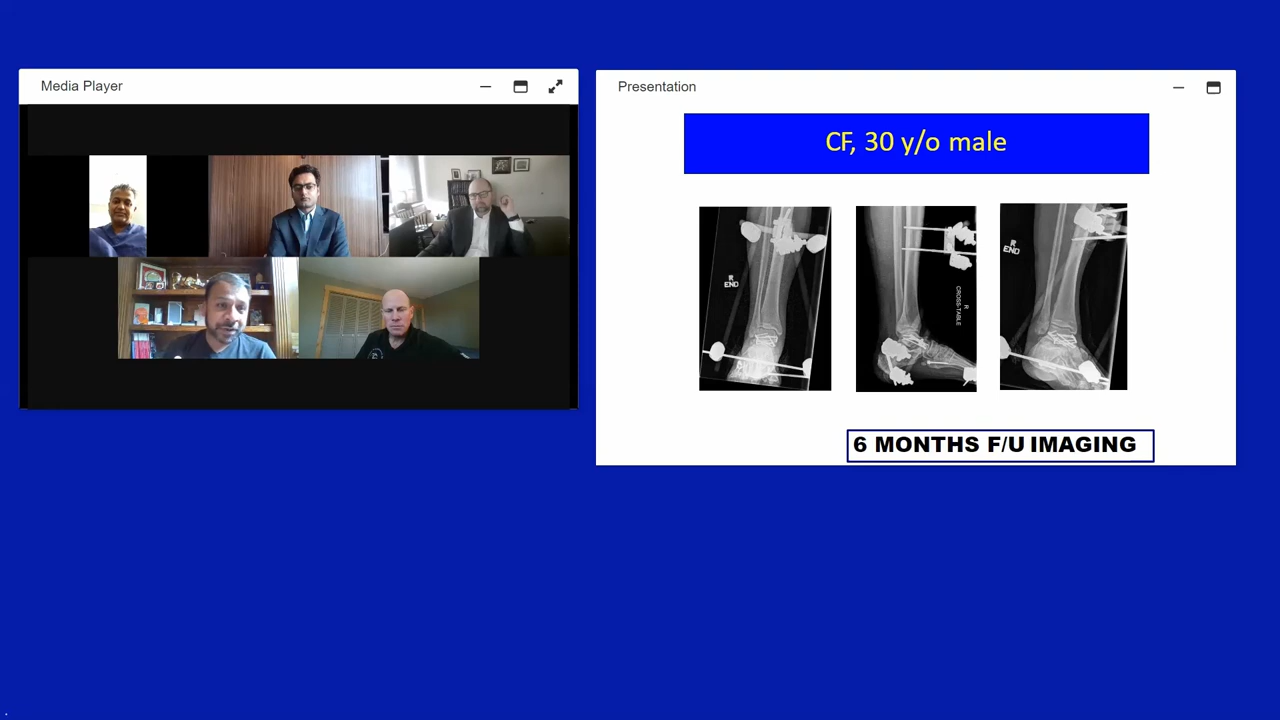 Media Player
Presentation
CF, 30 y/o male
R
END
R
CROSS-TABLE
R
END
6 MONTHS F/U IMAGING